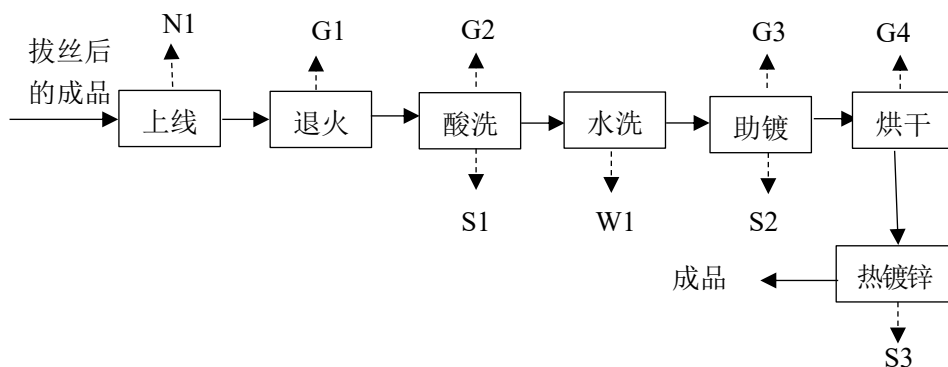 N1
G1
G2
G3
G4
拔丝后
的成品
上线
退火
酸洗
水洗
助镀
烘干
S1
W1
S2
成品
热镀锌
S3